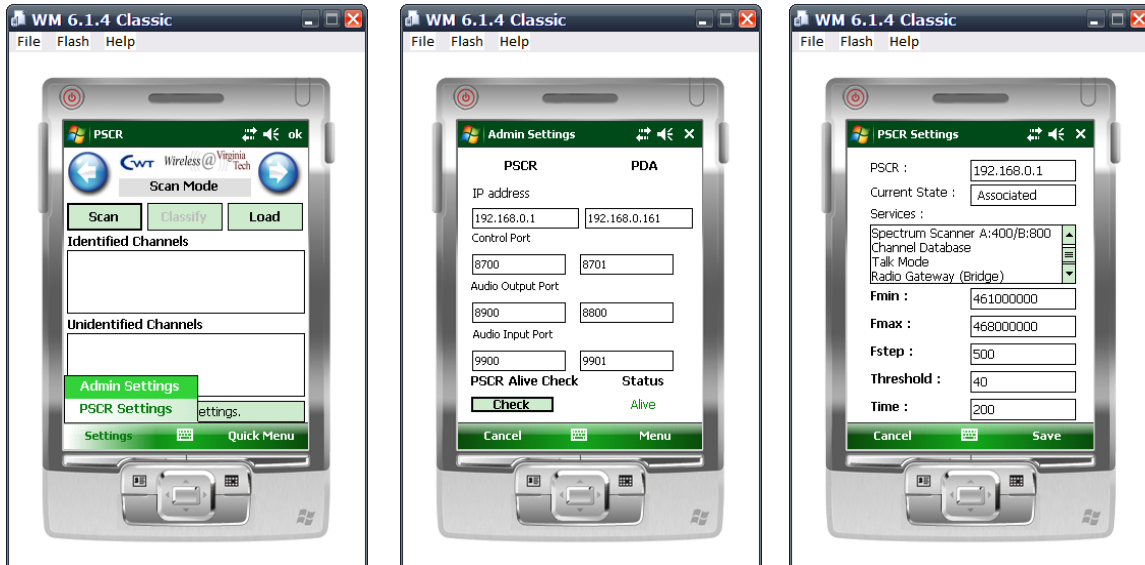 WM 6.1.4 Classic
File Flash Help
PSCR ok
CWT Wireless@Virginia Tech
Scan Mode
Scan Classify Load
Identified Channels
Unidentified Channels
Admin Settings
PSCR Settings ettings.
Settings Quick Menu
WM 6.1.4 Classic
File Flash Help
Admin Settings
PSCR PDA
IP address
192.168.0.1 192.168.0.161
Control Port
8700 8701
Audio Output Port
8900 8800
Audio Input Port
9900 9901
PSCR Alive Check Status
Check Alive
Cancel Menu
WM 6.1.4 Classic
File Flash Help
PSCR Settings
PSCR : 192.168.0.1
Current State : Associated
Services :
Spectrum Scanner A:400/B:800
Channel Database
Talk Mode
Radio Gateway (Bridge)
Fmin : 461000000
Fmax : 468000000
Fstep : 500
Threshold : 40
Time : 200
Cancel Save